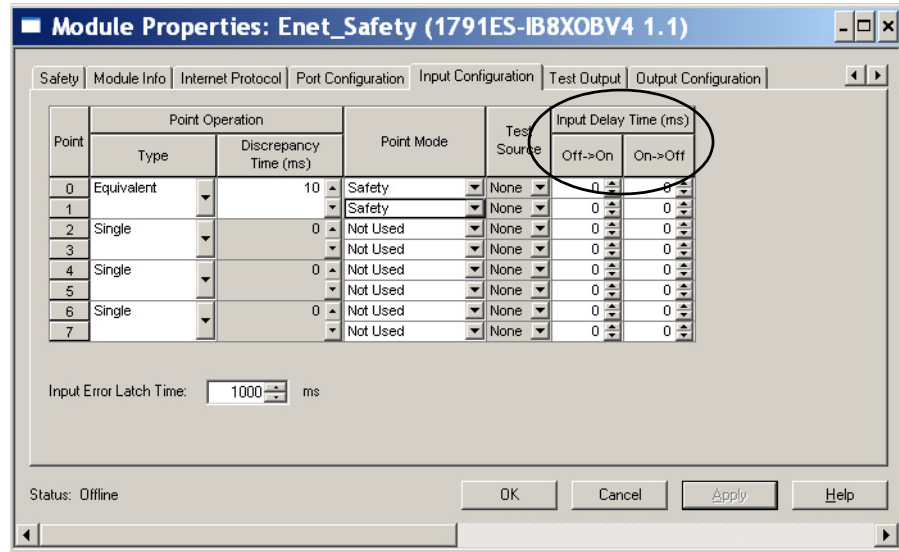 Module Properties: Enet_Safety (1791ES-IB8XOBV4 1.1)
Safety Module Info Internet Protocol Port Configuration Input Configuration Test Output Output Configuration
Point Point Operation Point Mode Test Source Input Delay Time (ms)
Type Discrepancy Time (ms) Off->On On->Off
0 Equivalent 10 Safety None 0 0
1 Safety None 0 0
2 Single 0 Not Used None 0 0
3 Not Used None 0 0
4 Single 0 Not Used None 0 0
5 Not Used None 0 0
6 Single 0 Not Used None 0 0
7 Not Used None 0 0
Input Error Latch Time: 1000 ms
Status: Offline OK Cancel Apply Help